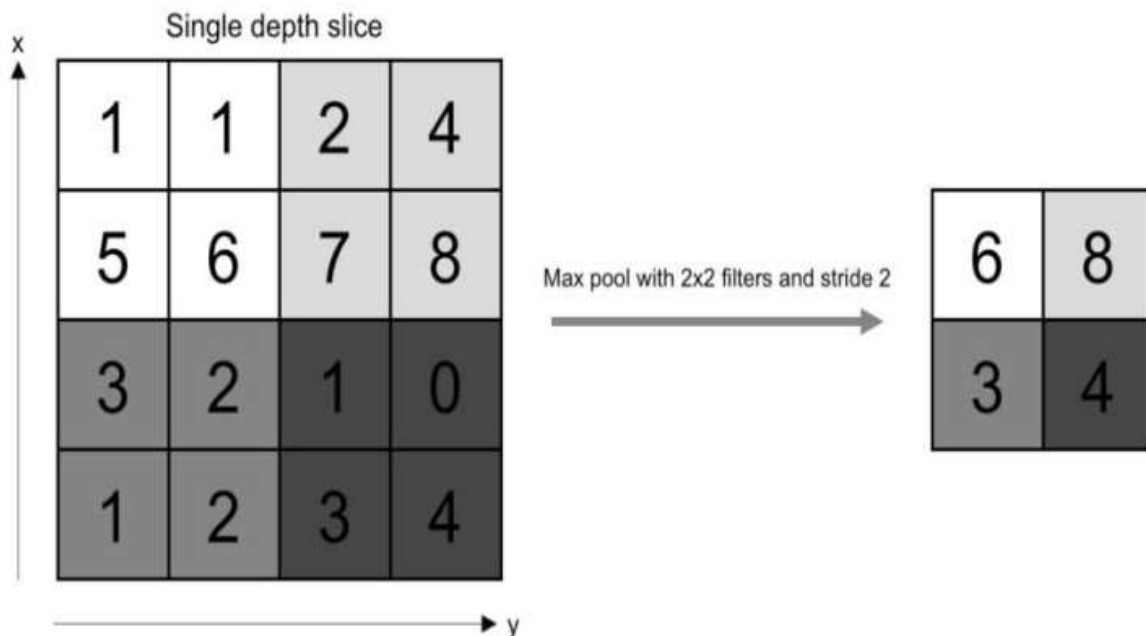 Single depth slice
x
1 1 2 4
5 6 7 8
3 2 1 0
1 2 3 4
y
Max pool with 2x2 filters and stride 2
6 8
3 4